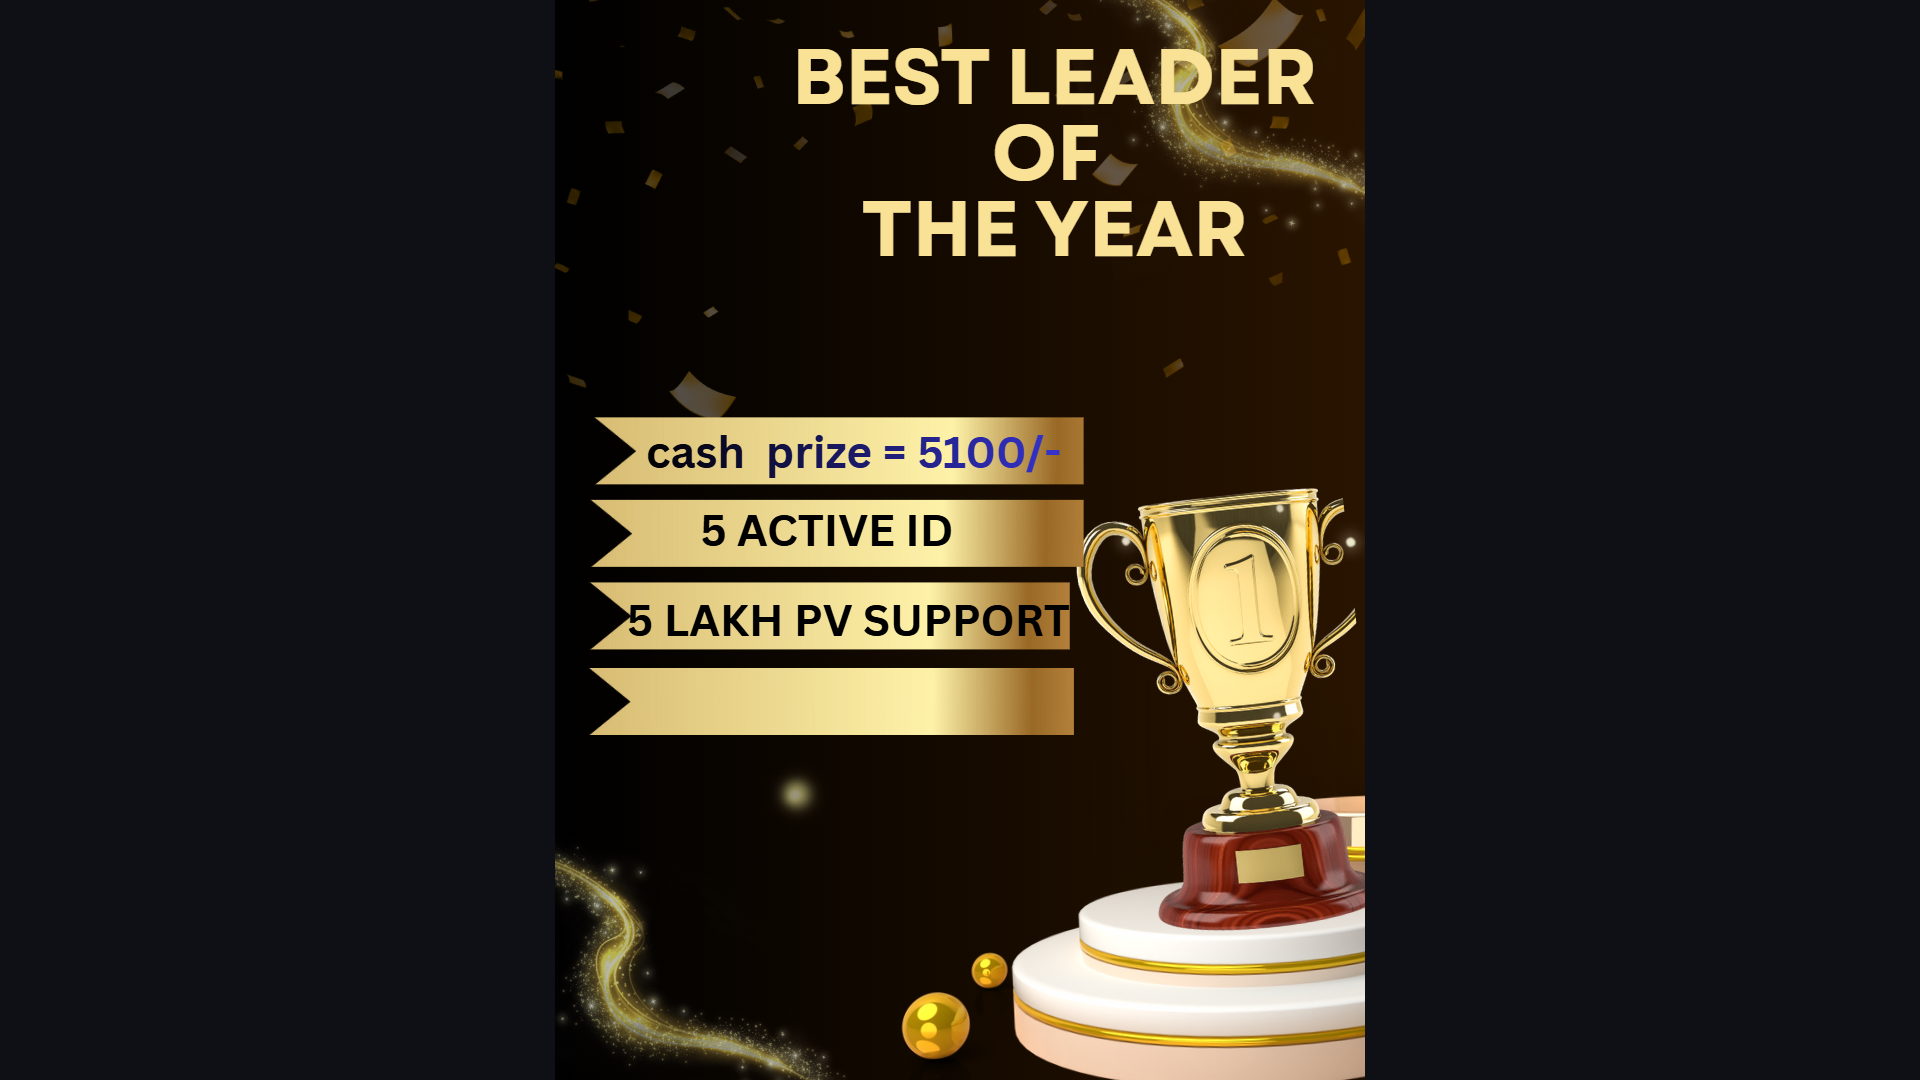 BEST LEADER
OF
THE YEAR
cash prize = 5100/-
5 ACTIVE ID
5 LAKH PV SUPPORT
1